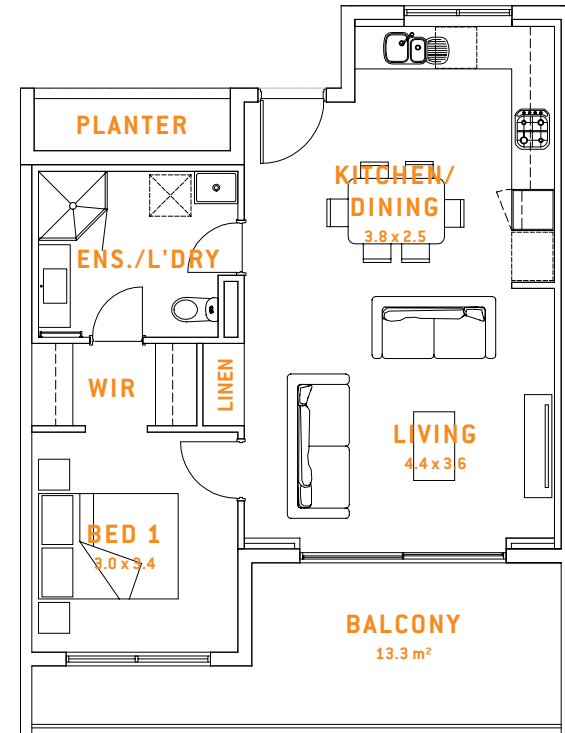 PLANTER
KITCHEN/
DINING
3.8 x 2.5
ENS./L'DRY
WIR
LINEN
LIVING
4.4 x 3.6
BED 1
3.0 x 3.4
BALCONY
13.3 m²